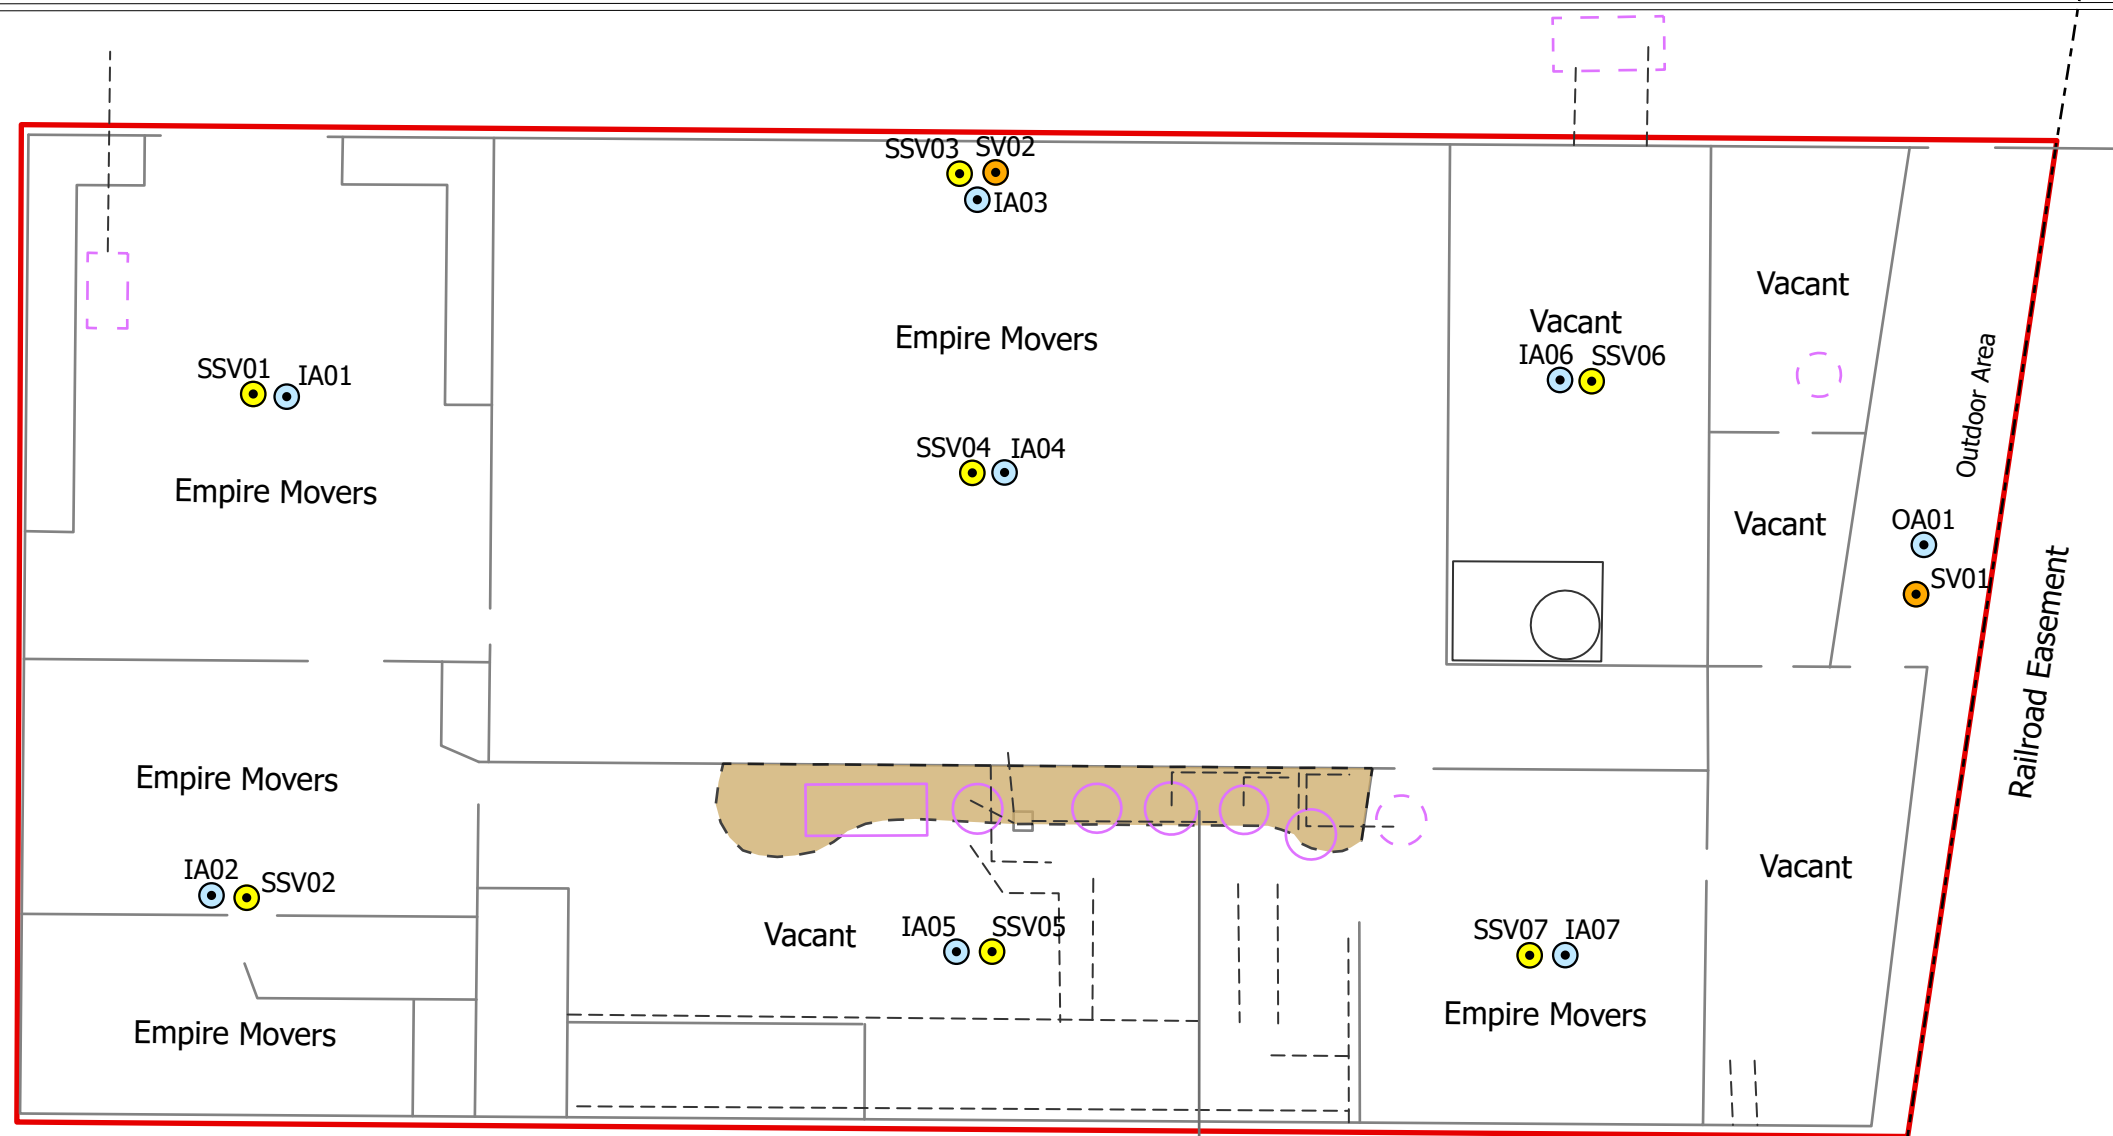 SSV03 SV02
IA03
Vacant
Vacant
Empire Movers
IA06 SSV06
SSV01 IA01
Outdoor Area
SSV04 IA04
Empire Movers
Vacant
OA01
SV01
Railroad Easement
Empire Movers
Vacant
IA02 SSV02
IA05 SSV05
Vacant
SSV07 IA07
Empire Movers
Empire Movers